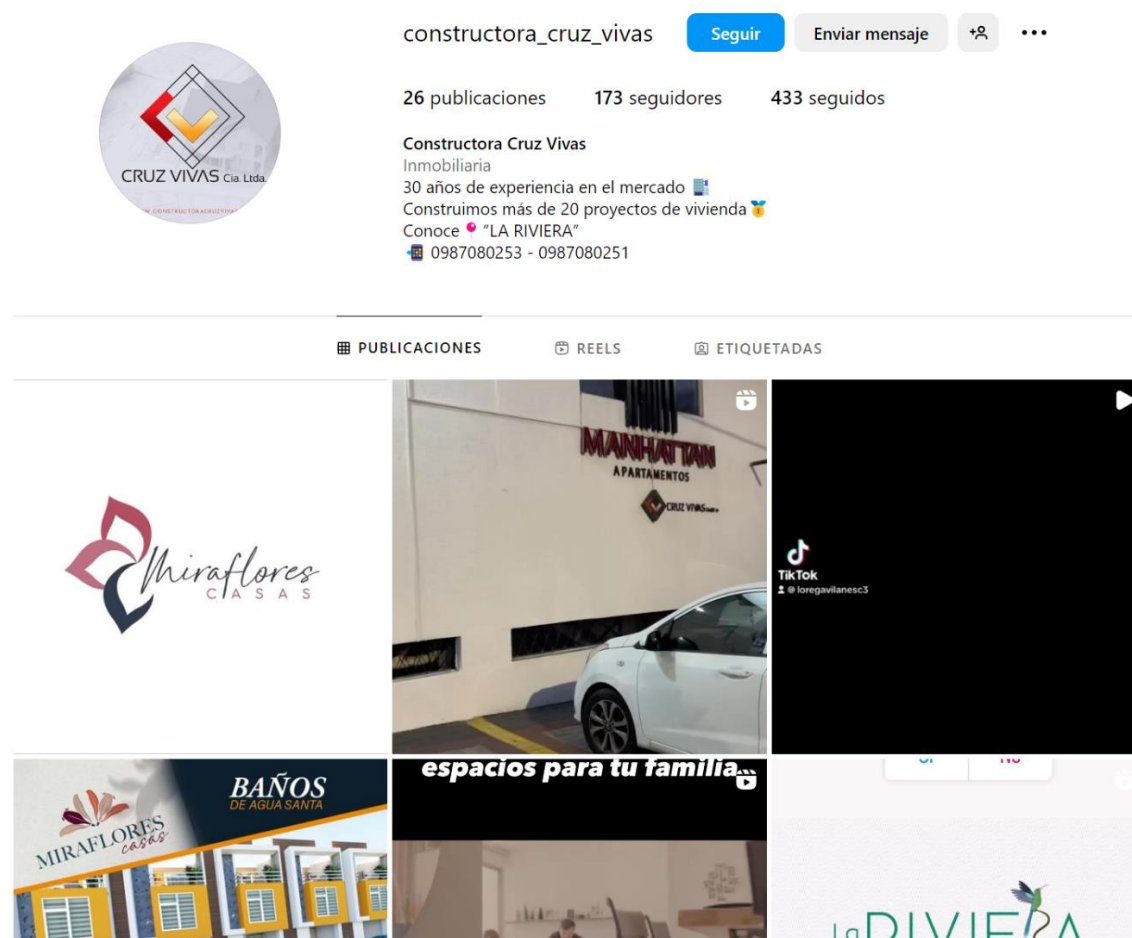 constructora_cruz_vivas
Seguir
Enviar mensaje
26 publicaciones
173 seguidores
433 seguidos
Constructora Cruz Vivas
Inmobiliaria
30 años de experiencia en el mercado
Construimos más de 20 proyectos de vivienda
Conoce 📍 "LA RIVIERA"
0987080253 - 0987080251
CRUZ VIVAS Cia. Ltda.
PUBLICACIONES
REELS
ETIQUETADAS
Miraflores
CASAS
MANHATTAN
APARTAMENTOS
CRUZ VIVAS
TikTok
@loregavilanesc3
MIRAFLORES
casas
BAÑOS
DE AGUA SANTA
espacios para tu familia
La RIVIERA